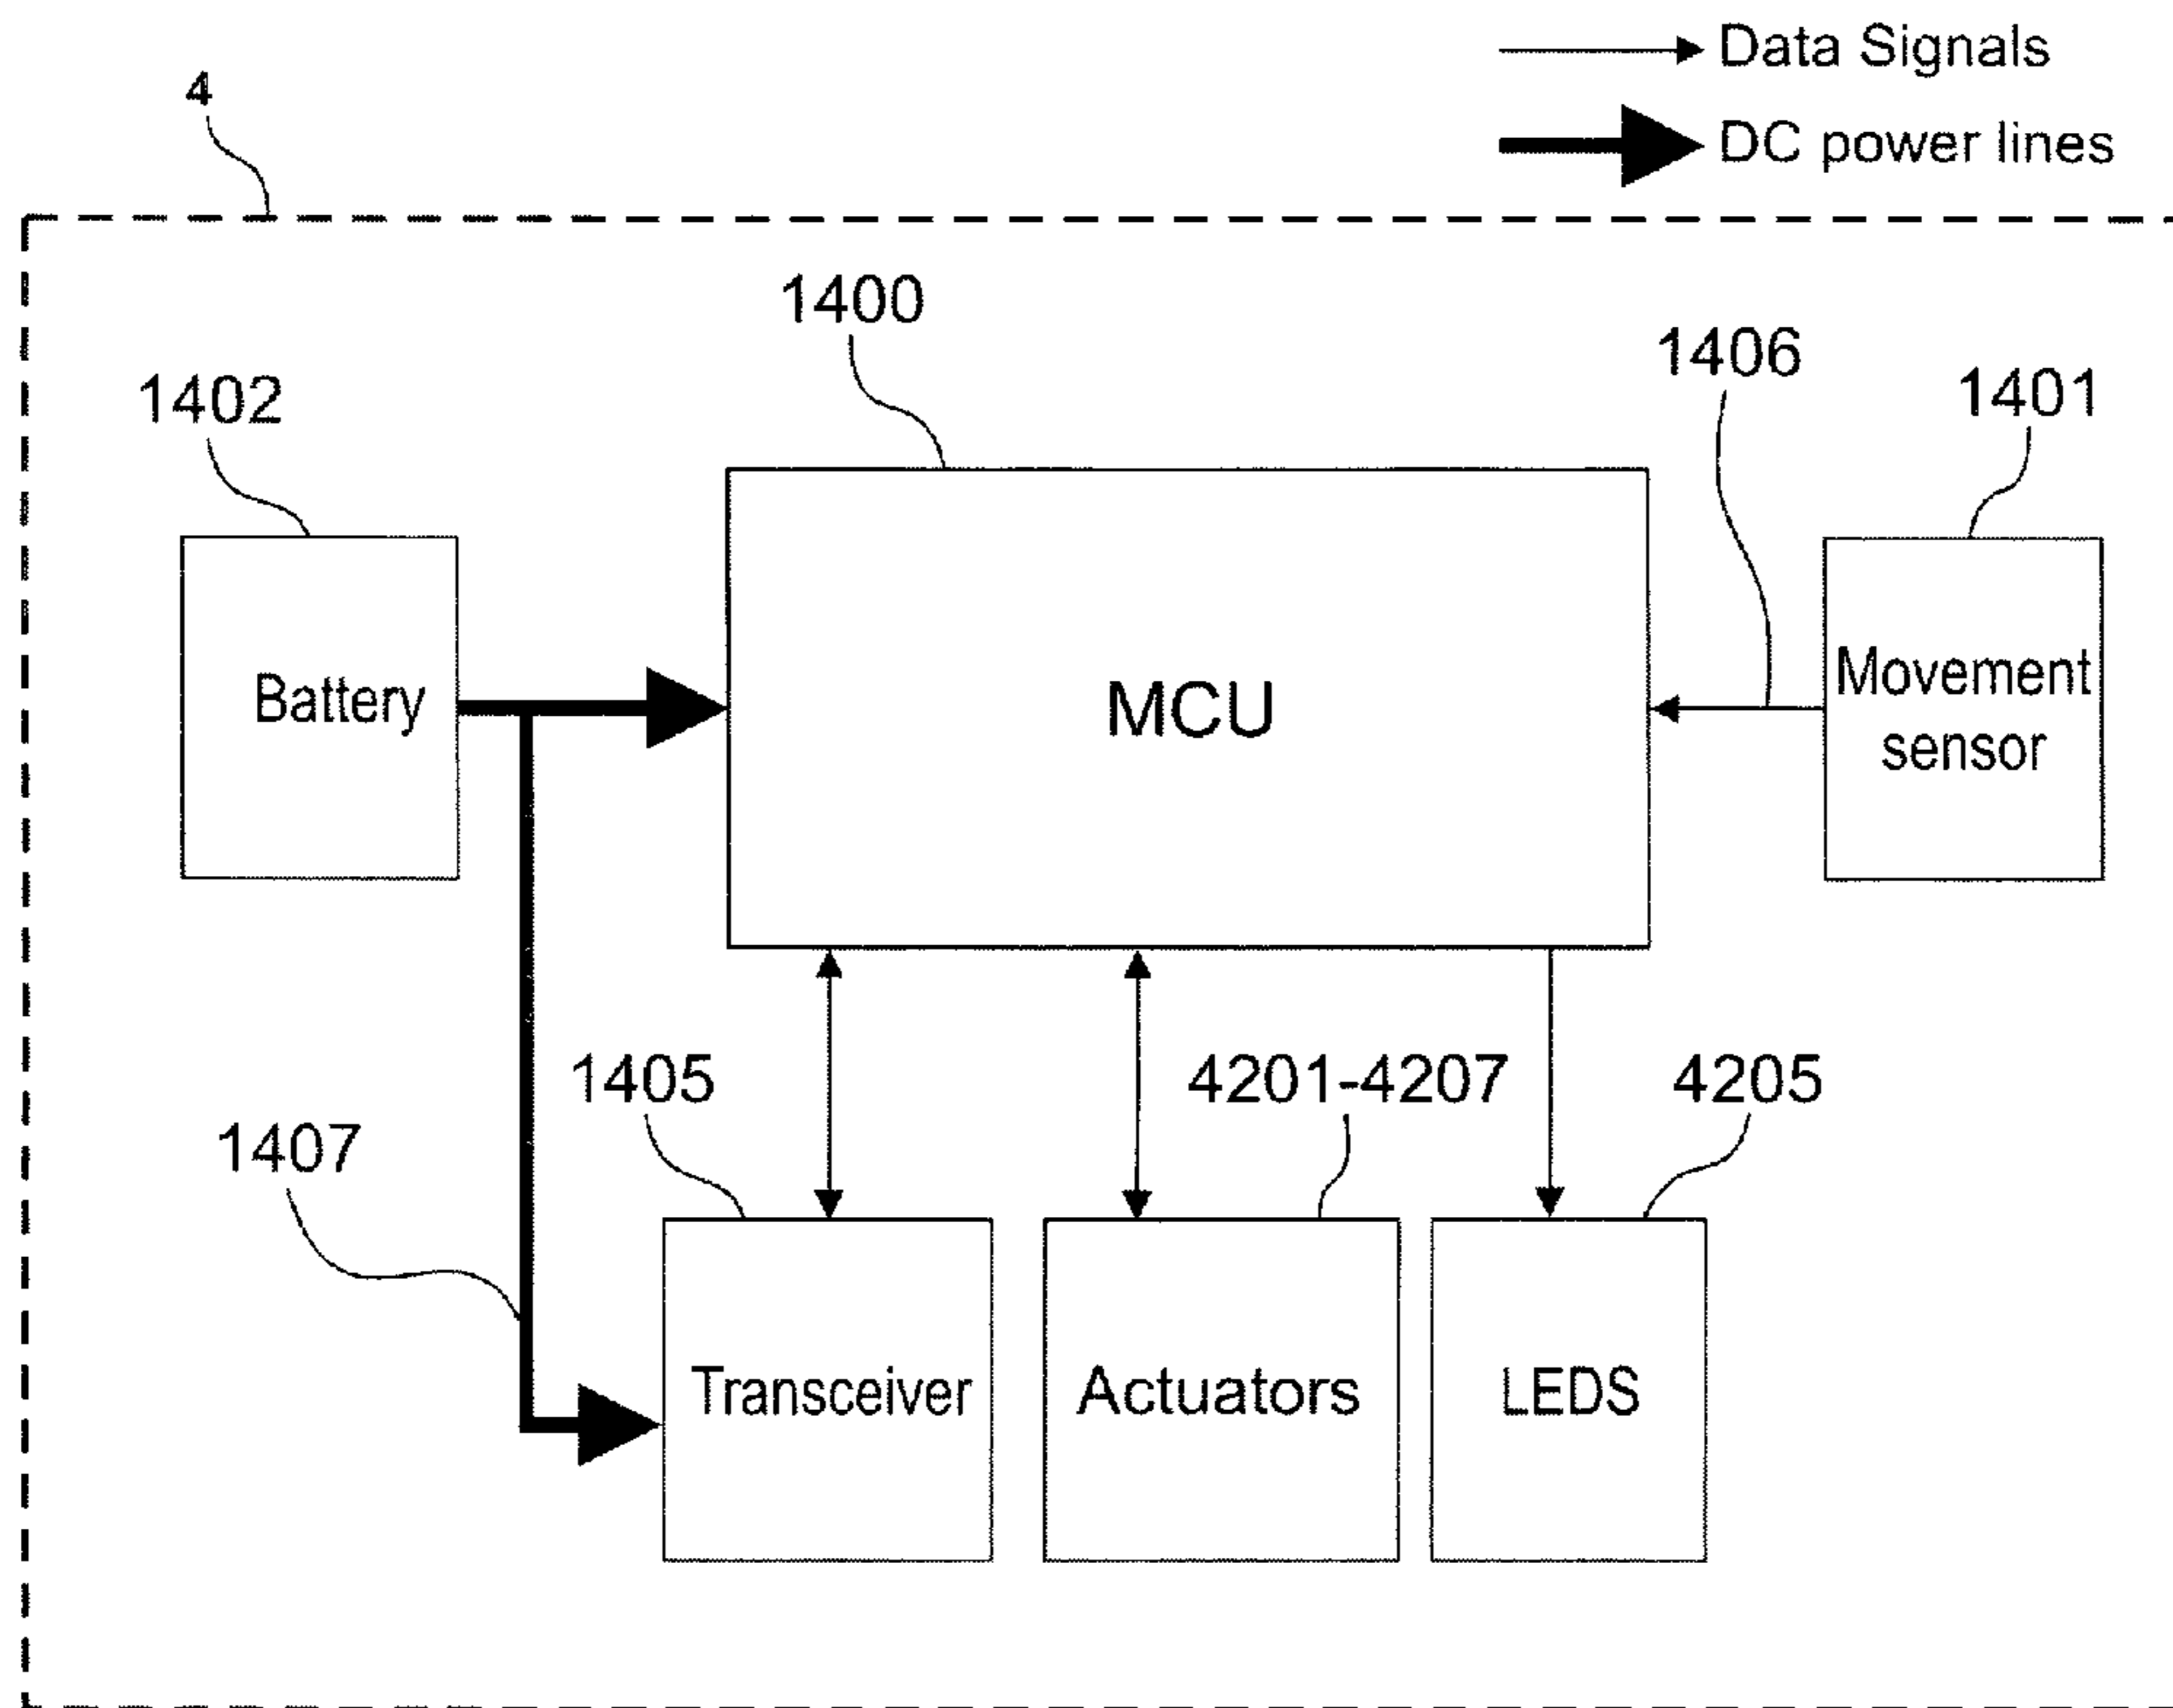 Data Signals
4
DC power lines
1400
1406
1402
1401
Battery
MCU
Movement
sensor
1405
4201-4207
4205
1407
Transceiver
Actuators
LEDS